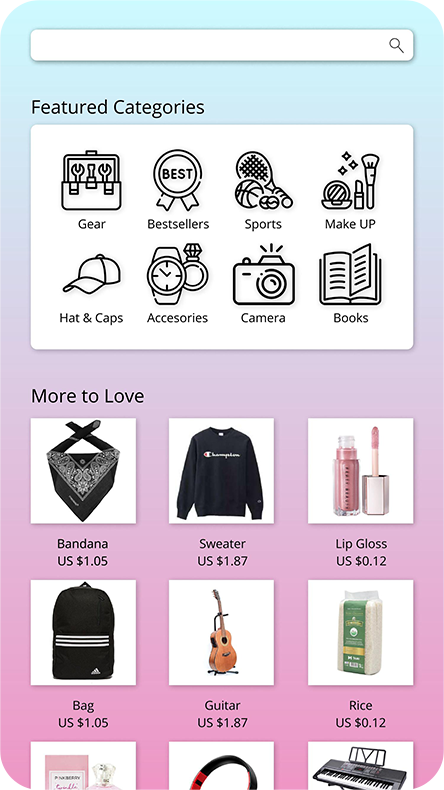 Featured Categories
BEST
Gear
Bestsellers
Sports
Make UP
Hat & Caps
Accesories
Camera
Books
More to Love
Champion
Bandana
US $1.05
Sweater
US $1.87
Lip Gloss
US $0.12
adidas
Bag
US $1.05
Guitar
US $1.87
Rice
US $0.12
PINKBERRY